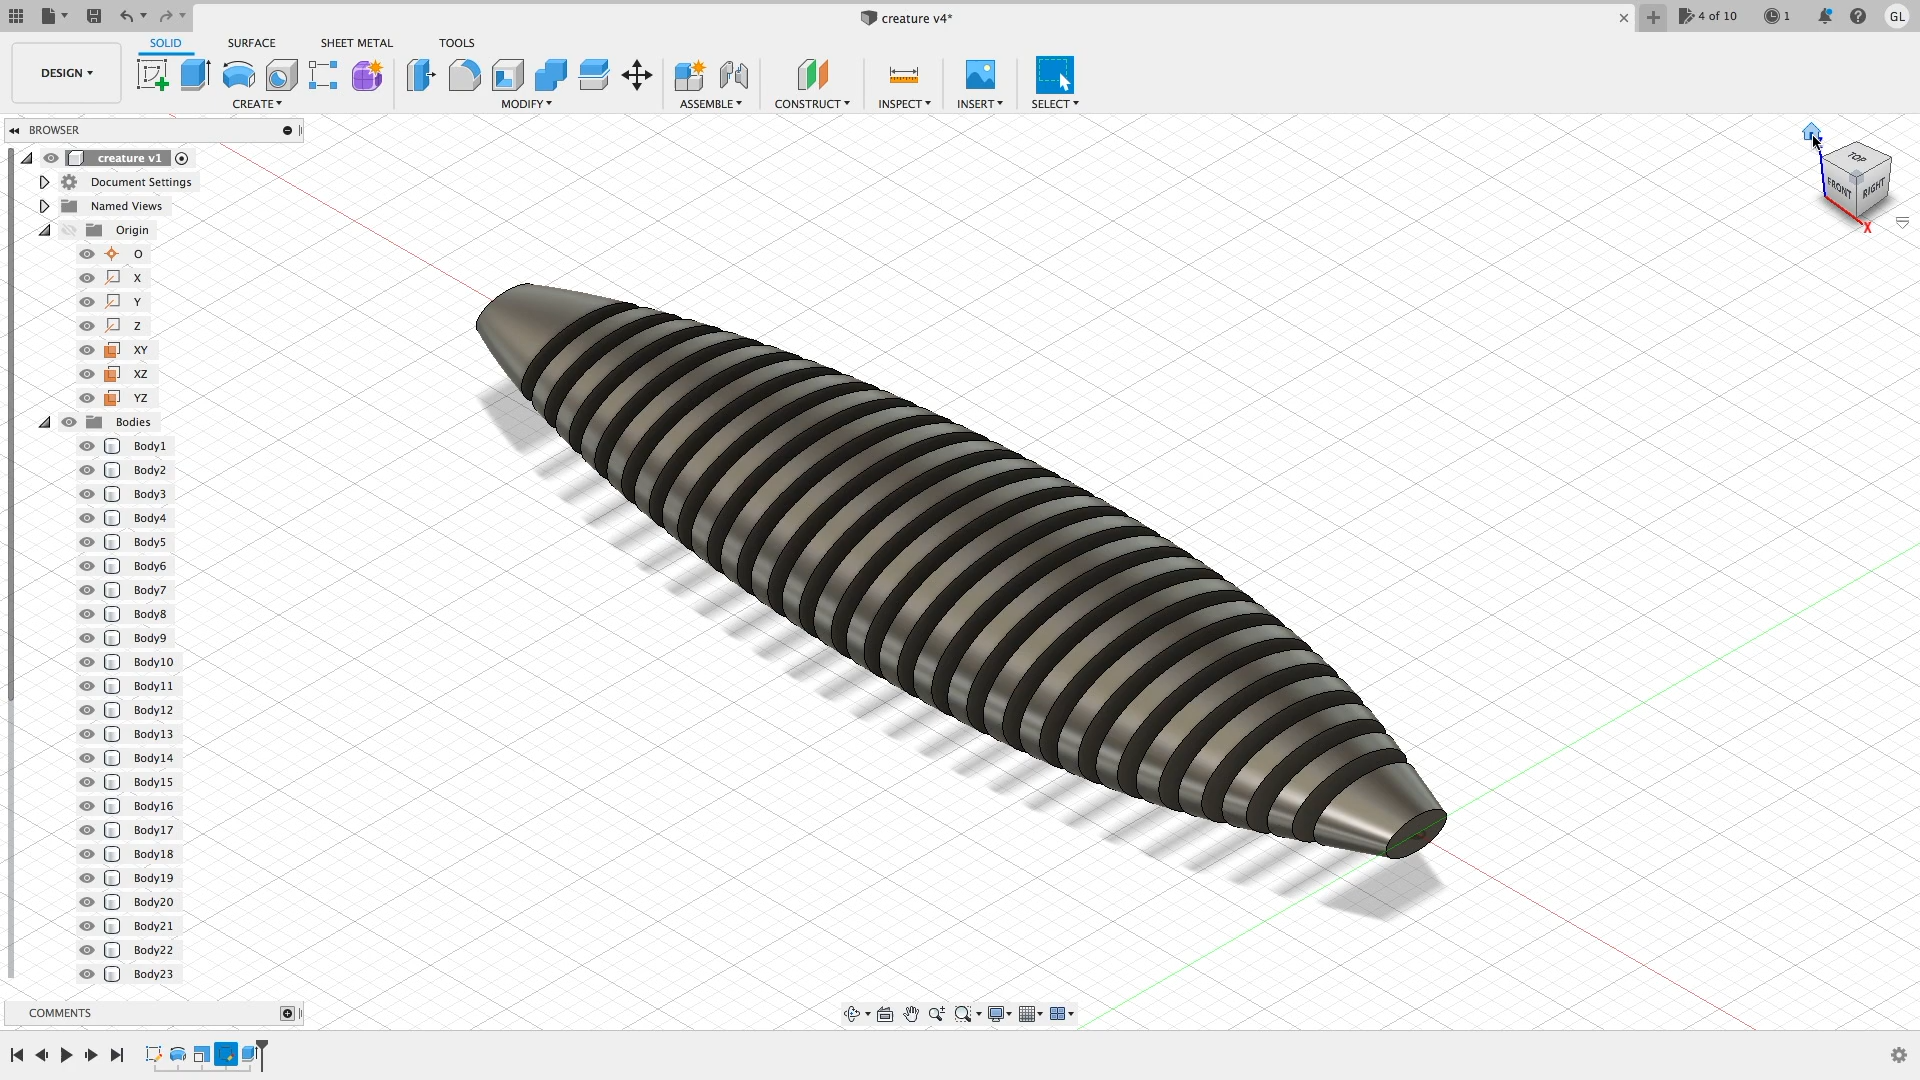 creature v4*
4 of 10
1
GL
DESIGN
SOLID
SURFACE
SHEET METAL
TOOLS
CREATE
MODIFY
ASSEMBLE
CONSTRUCT
INSPECT
INSERT
SELECT
BROWSER
creature v1
Document Settings
Named Views
Origin
O
X
Y
Z
XY
XZ
YZ
Bodies
Body1
Body2
Body3
Body4
Body5
Body6
Body7
Body8
Body9
Body10
Body11
Body12
Body13
Body14
Body15
Body16
Body17
Body18
Body19
Body20
Body21
Body22
Body23
TOP
FRONT
RIGHT
X
COMMENTS